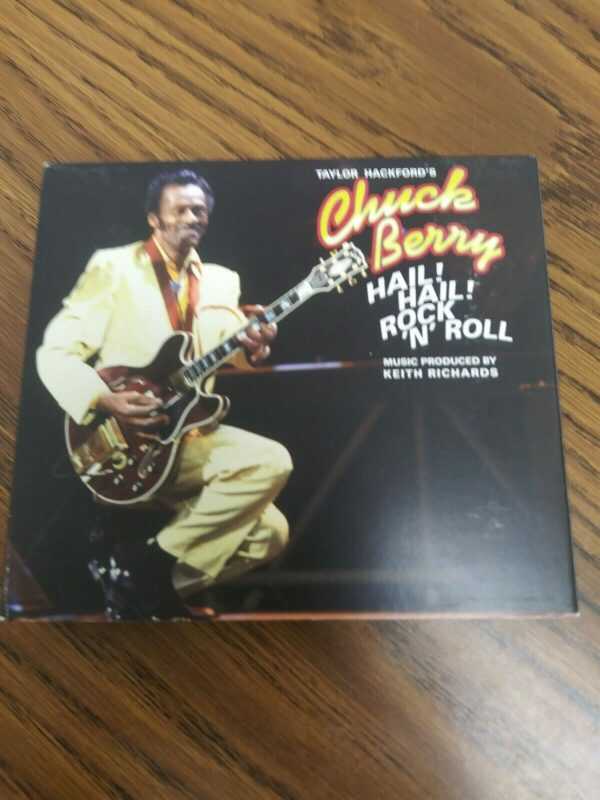 TAYLOR HACKFORD'S
Chuck
Berry
HAIL!
HAIL!
ROCK
'N' ROLL
MUSIC PRODUCED BY
KEITH RICHARDS